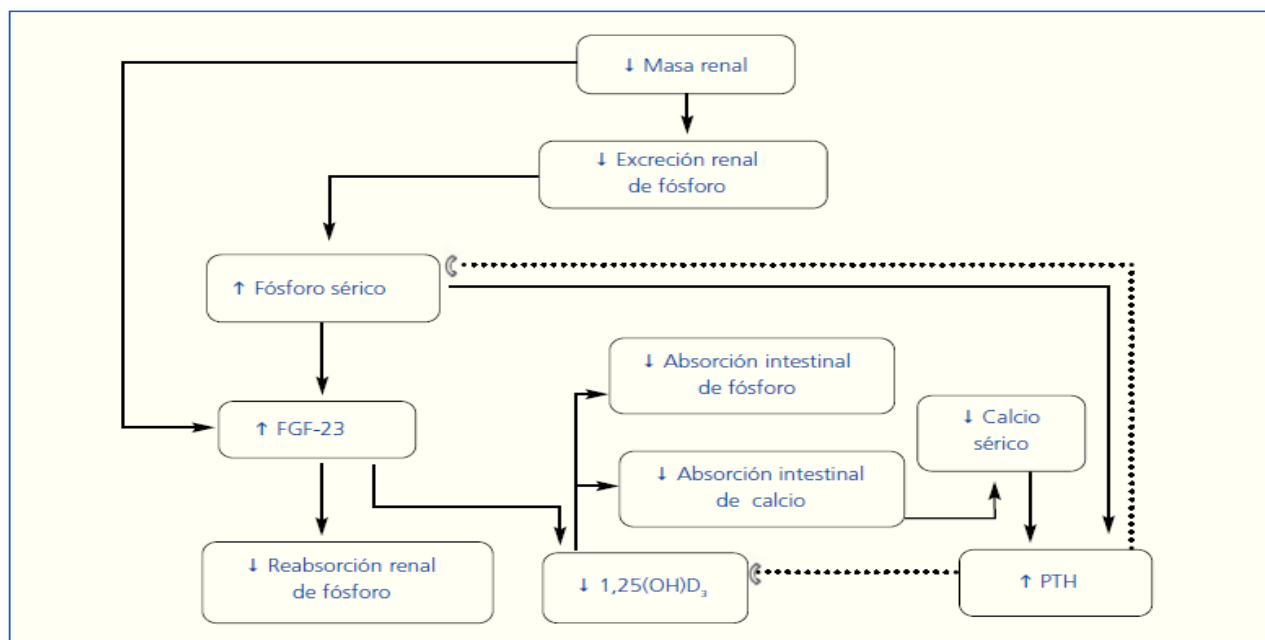 ↓ Masa renal
↓ Excreción renal
de fósforo
↑ Fósforo sérico
↓ Absorción intestinal
de fósforo
↑ FGF-23
↓ Calcio
sérico
↓ Absorción intestinal
de calcio
↓ Reabsorción renal
de fósforo
↓ 1,25(OH)D₃
↑ PTH